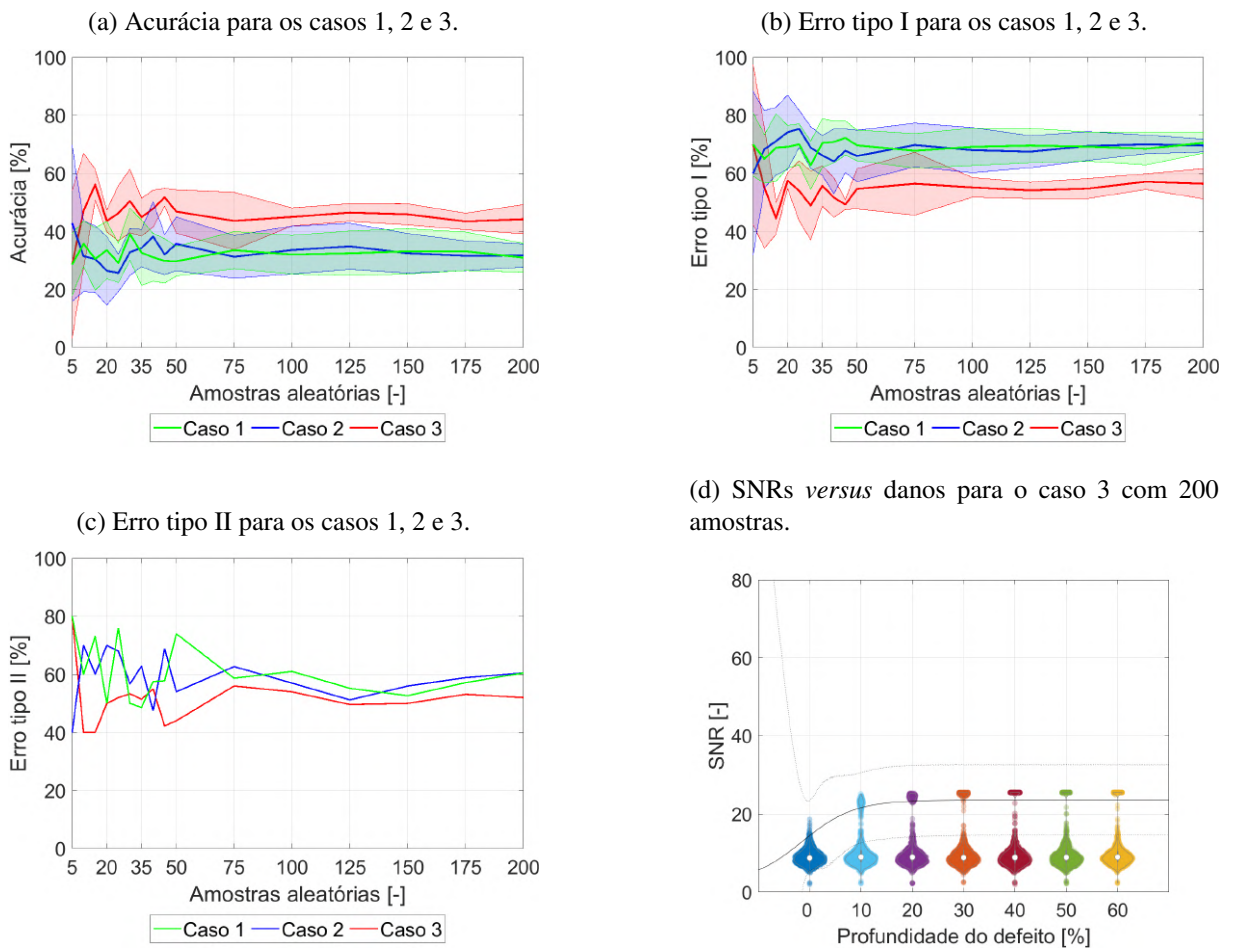 (a) Acurácia para os casos 1, 2 e 3.
100
80
60
40
20
0
Acurácia [%]
5 20 35 50 75 100 125 150 175 200
Amostras aleatórias [-]
Caso 1 Caso 2 Caso 3
(b) Erro tipo I para os casos 1, 2 e 3.
100
80
60
40
20
0
Erro tipo I [%]
5 20 35 50 75 100 125 150 175 200
Amostras aleatórias [-]
Caso 1 Caso 2 Caso 3
(c) Erro tipo II para os casos 1, 2 e 3.
100
80
60
40
20
0
Erro tipo II [%]
5 20 35 50 75 100 125 150 175 200
Amostras aleatórias [-]
Caso 1 Caso 2 Caso 3
(d) SNRs versus danos para o caso 3 com 200
amostras.
80
60
40
20
0
SNR [-]
0 10 20 30 40 50 60
Profundidade do defeito [%]